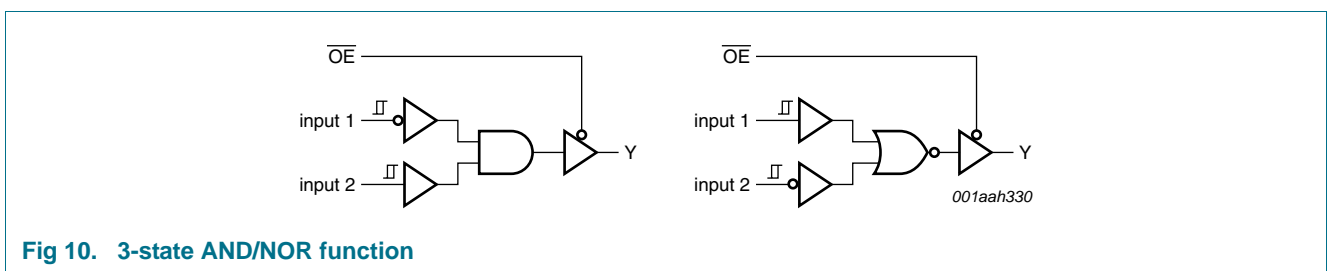 OE OE
input 1 input 1
Y Y
input 2 input 2
001aah330
Fig 10. 3-state AND/NOR function